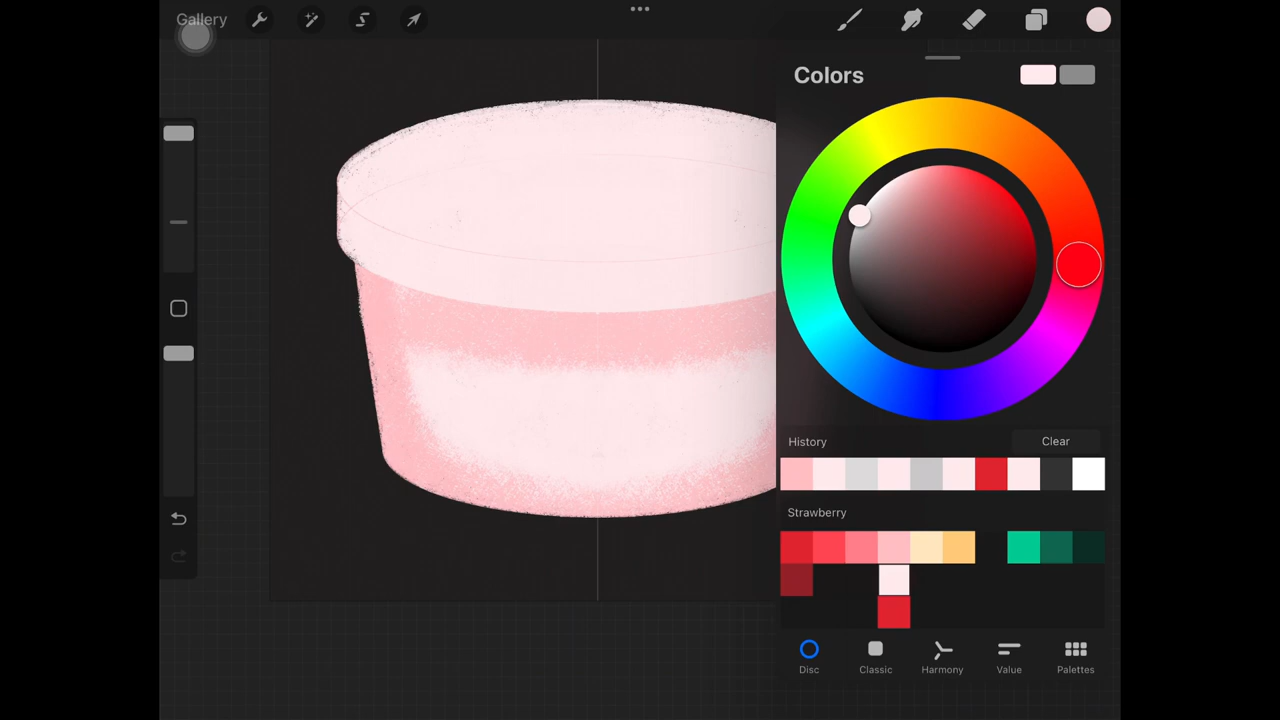 Gallery
Colors
History
Clear
Strawberry
Disc
Classic
Harmony
Value
Palettes